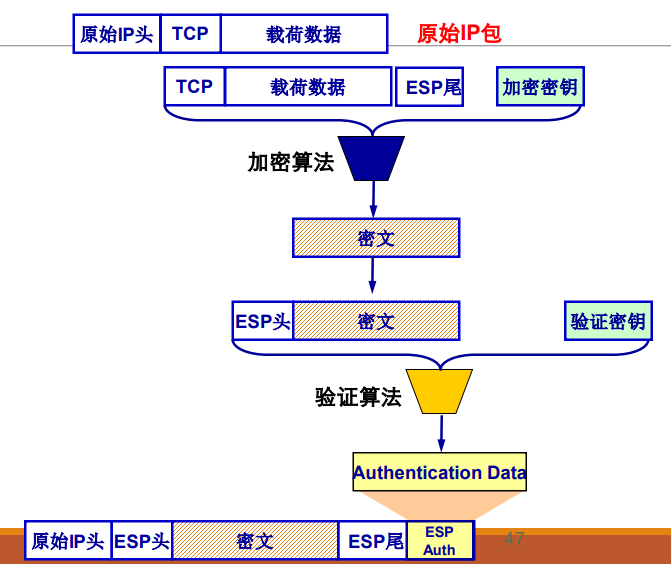 原始IP头 TCP 载荷数据 原始IP包
TCP 载荷数据 ESP尾 加密密钥
加密算法
密文
ESP头 密文 验证密钥
验证算法
Authentication Data
原始IP头 ESP头 密文 ESP尾 ESP
Auth
47